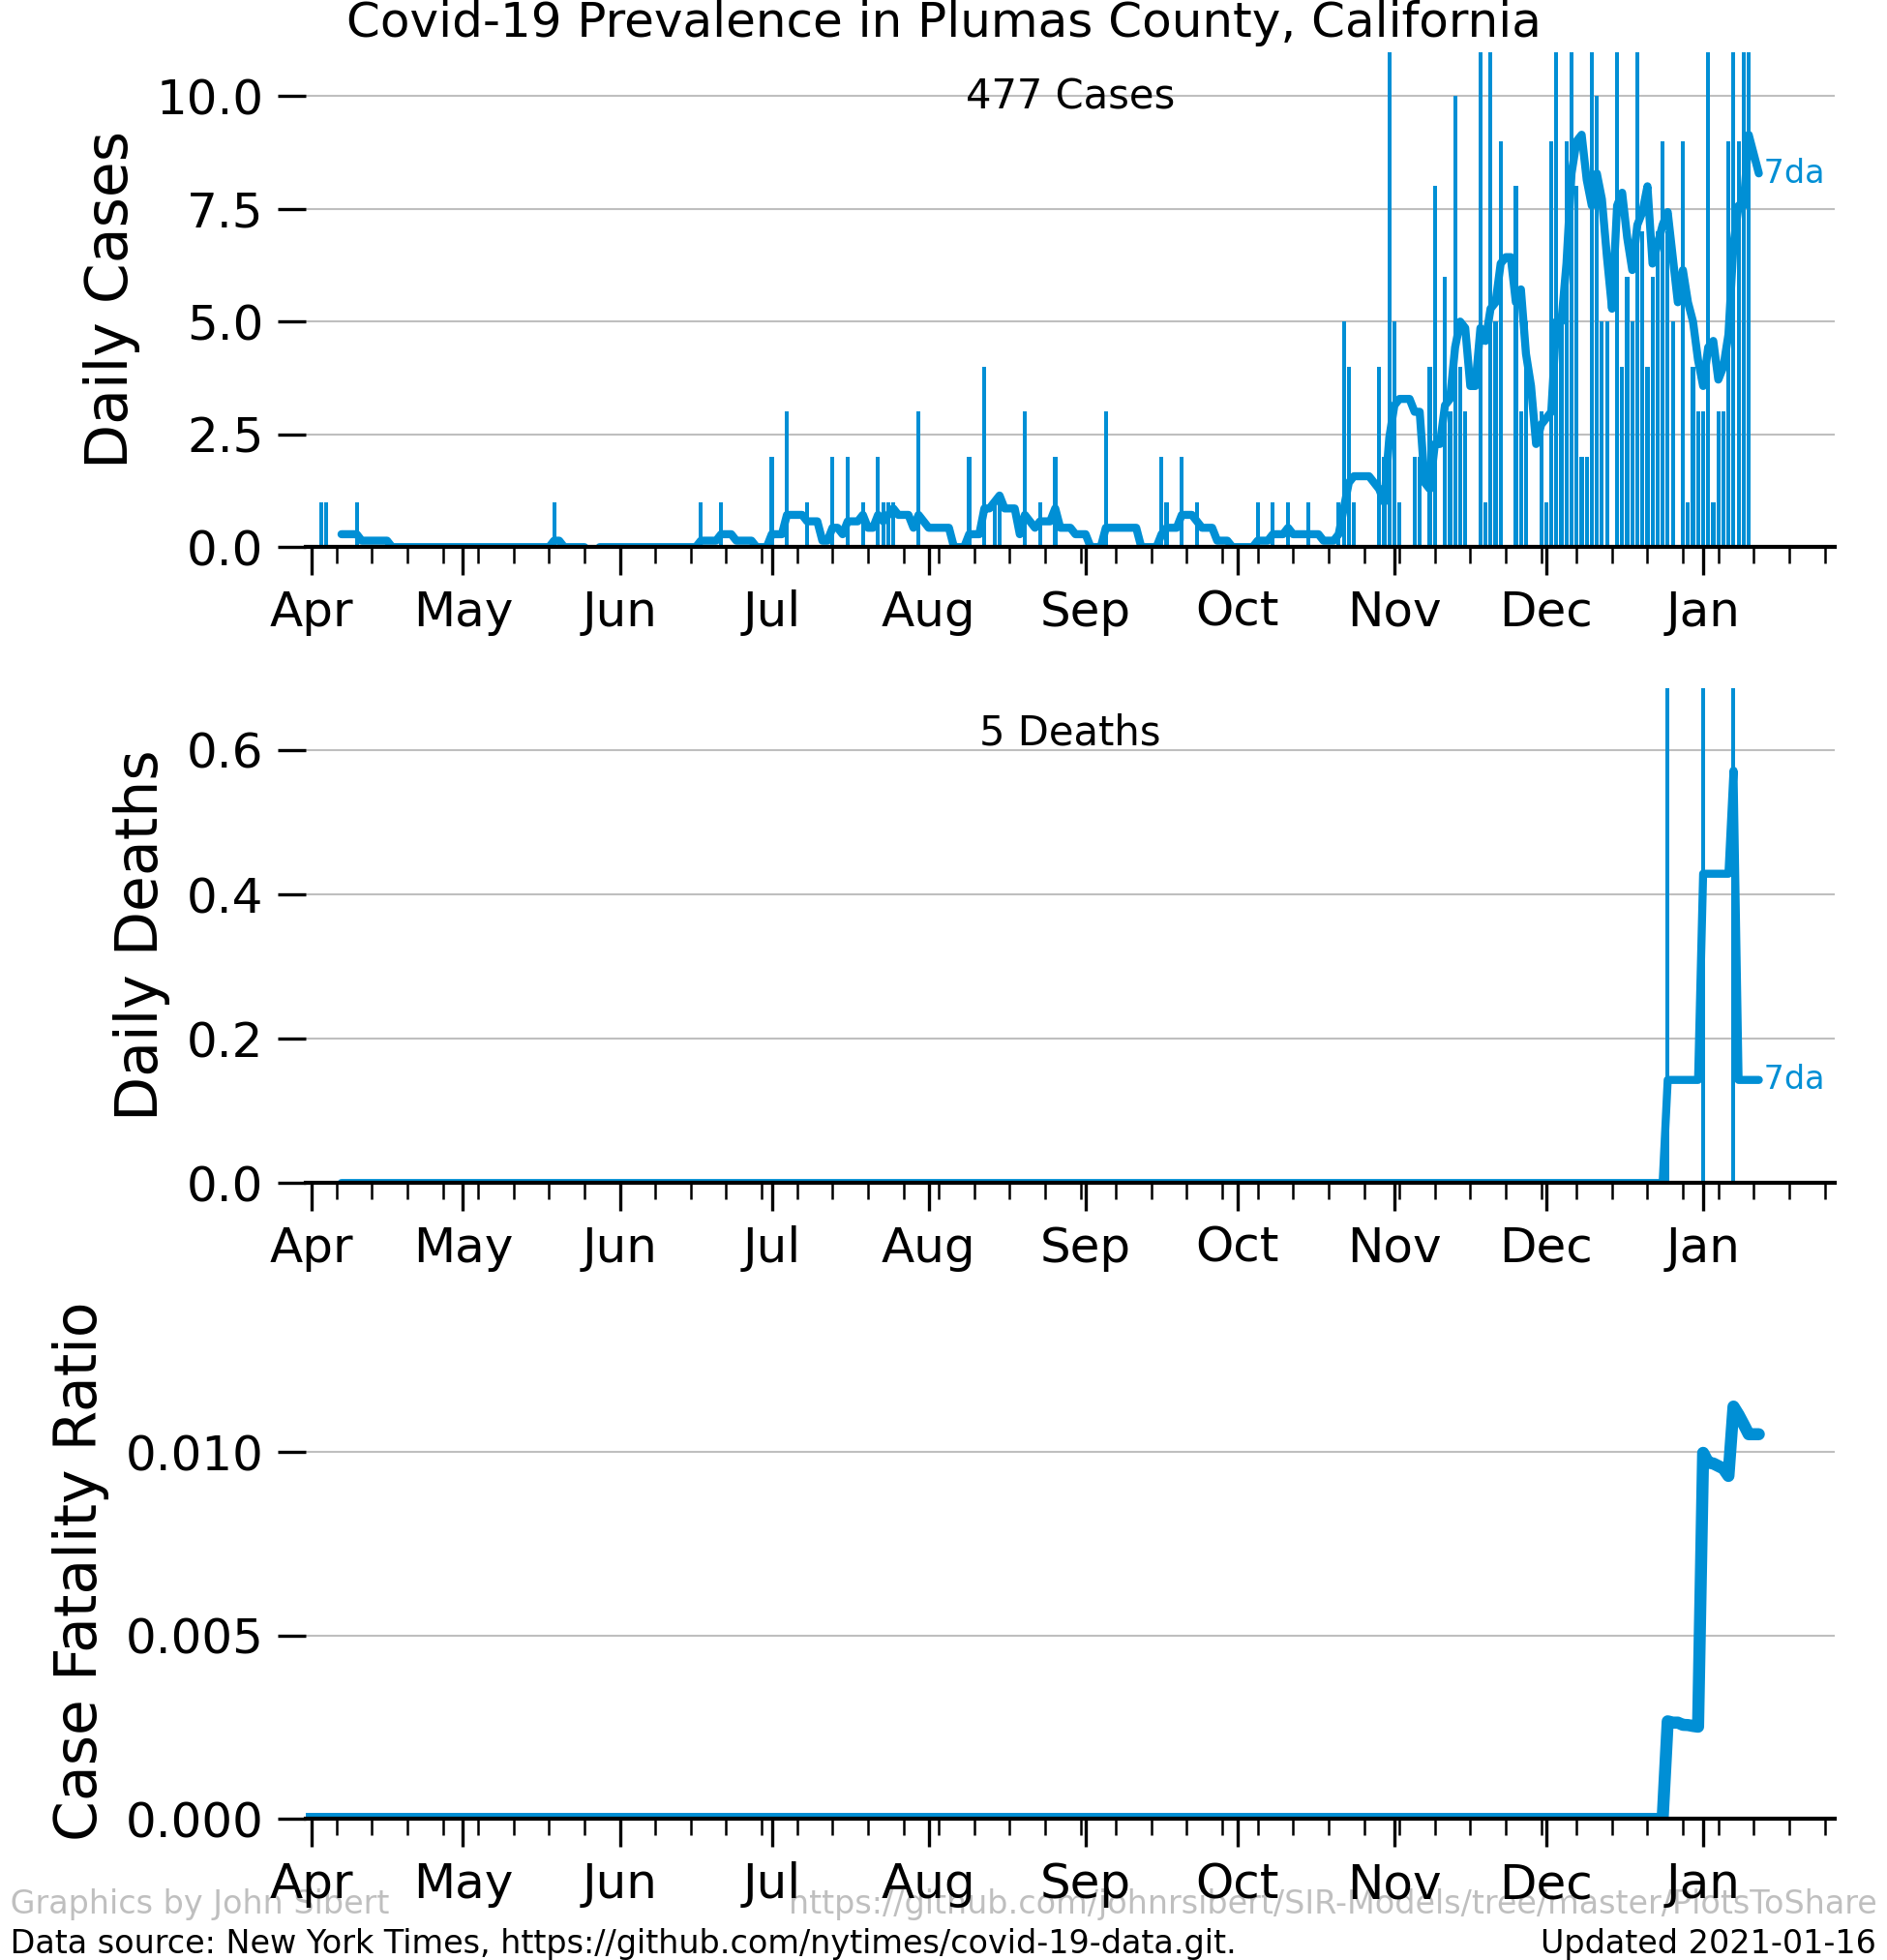 Covid-19 Prevalence in Plumas County, California
Daily Cases
477 Cases
10.0
7.5
5.0
2.5
0.0
7da
Apr May Jun Jul Aug Sep Oct Nov Dec Jan
Daily Deaths
5 Deaths
0.6
0.4
0.2
0.0
7da
Apr May Jun Jul Aug Sep Oct Nov Dec Jan
Case Fatality Ratio
0.010
0.005
0.000
Apr May Jun Jul Aug Sep Oct Nov Dec Jan
Graphics by John Sibert https://github.com/johnrsibert/SIR-Models/tree/master/PlotsToShare
Data source: New York Times, https://github.com/nytimes/covid-19-data.git. Updated 2021-01-16